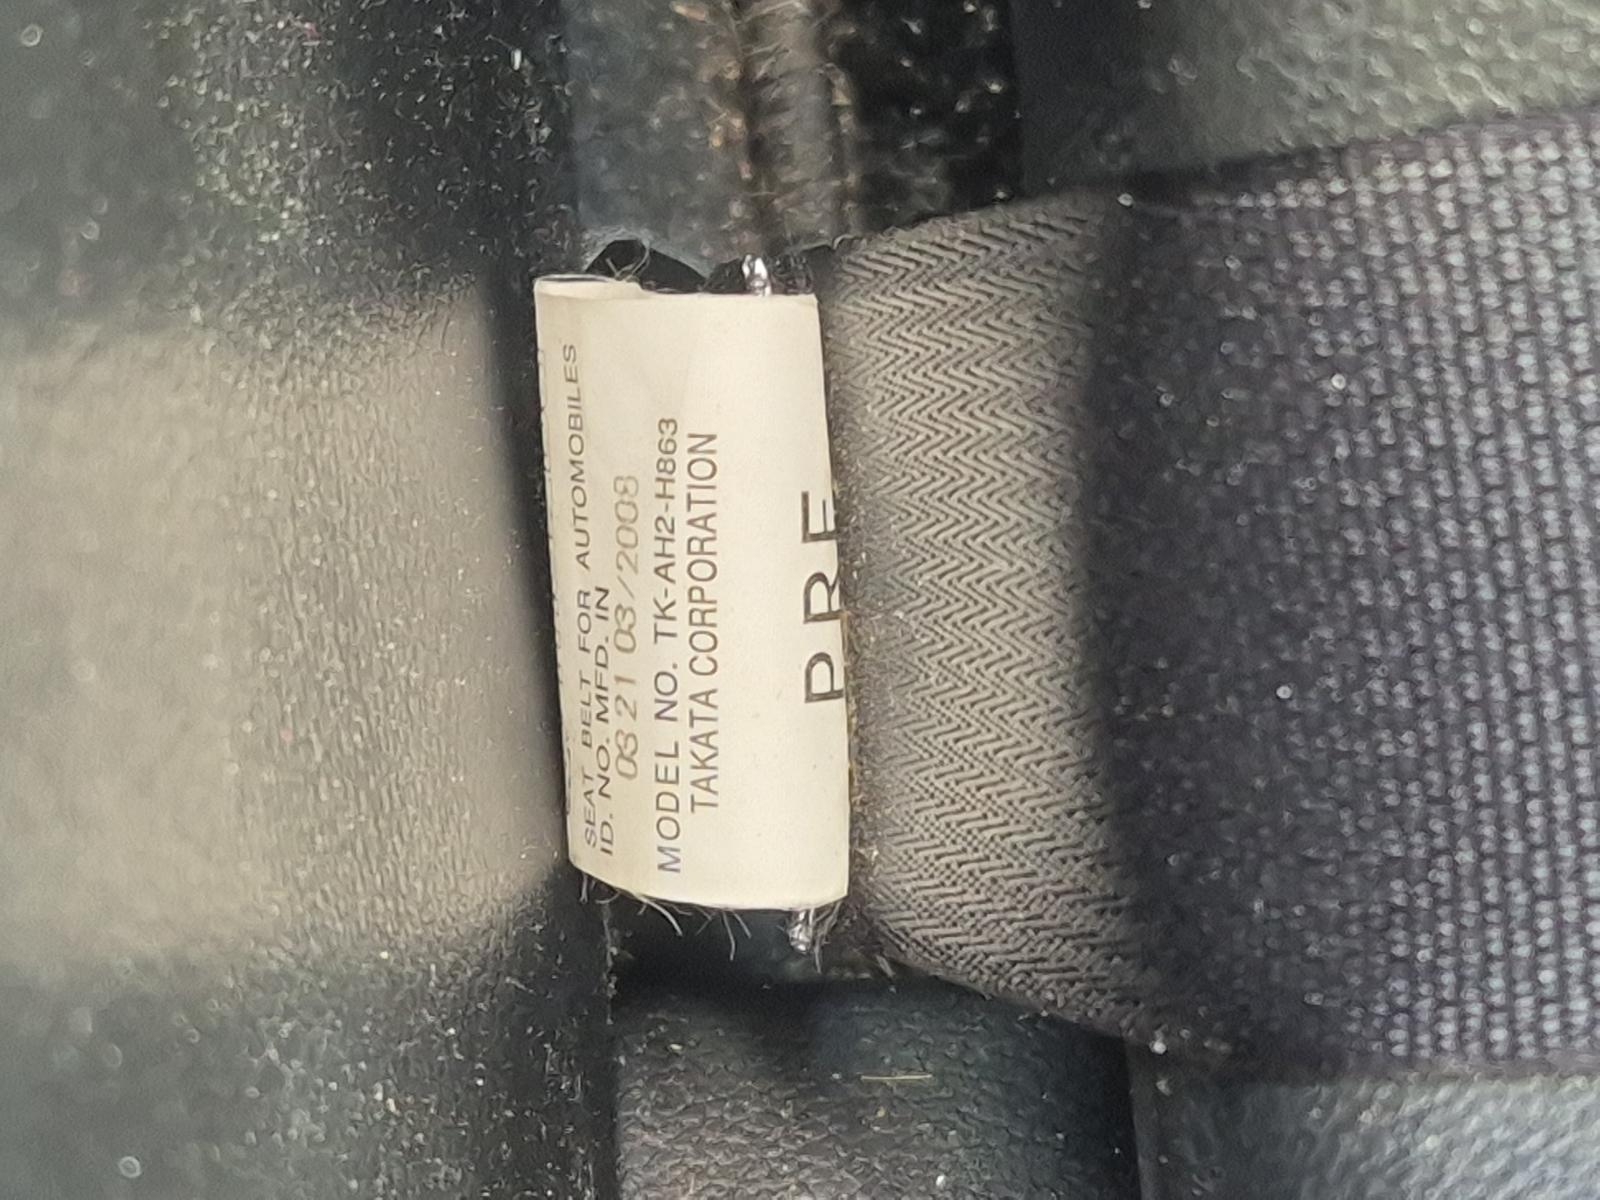 SEAT BELT FOR AUTOMOBILES
ID. NO. MFD. IN
03 21 03/2008
MODEL NO. TK-AH2-H863
TAKATA CORPORATION
PRE